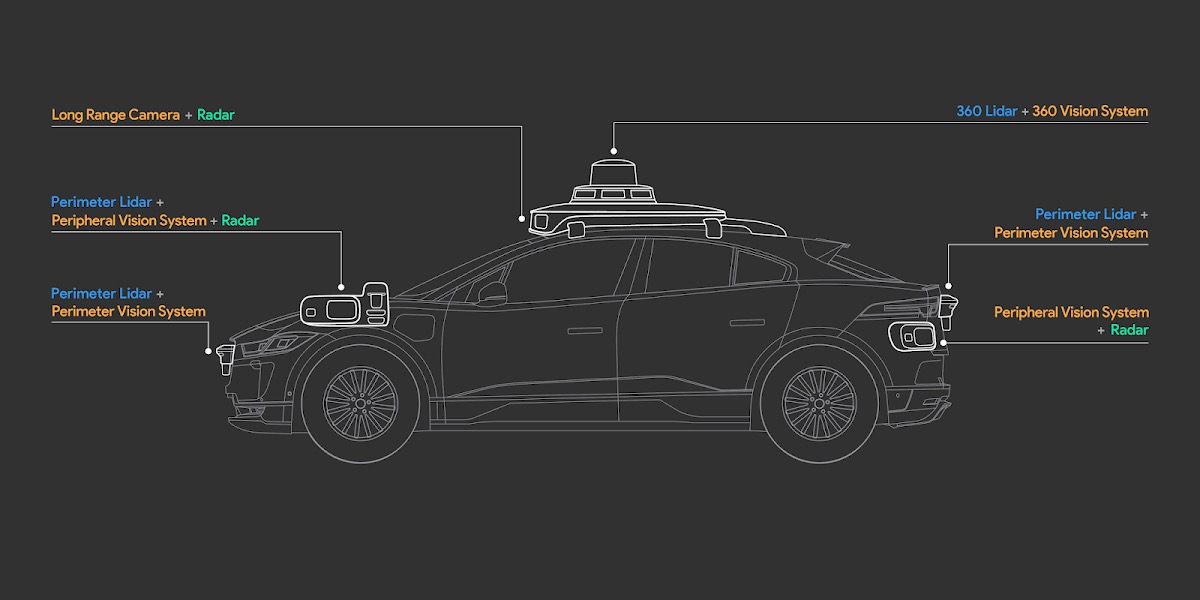 Long Range Camera + Radar
360 Lidar + 360 Vision System
Perimeter Lidar +
Peripheral Vision System + Radar
Perimeter Lidar +
Perimeter Vision System
Perimeter Lidar +
Perimeter Vision System
Peripheral Vision System
+ Radar